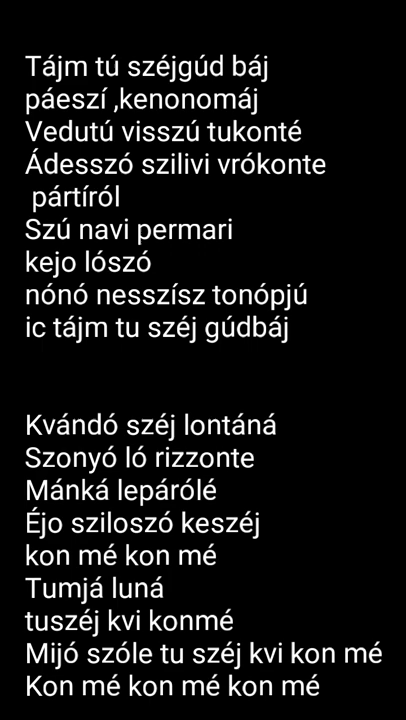 Tájm tú széjgúd báj
páeszí ,kenonomáj
Vedutú visszú tukonté
Ádesszó szilivi vrókonte
pártíról
Szú navi permari
kejo lószó
nónó nesszísz tonópjú
ic tájm tu széj gúdbáj
Kvándó széj lontáná
Szonyó ló rizzonte
Mánká lepárólé
Éjo sziloszó keszéj
kon mé kon mé
Tumjá luná
tuszéj kvi konmé
Mijó szóle tu széj kvi kon mé
Kon mé kon mé kon mé